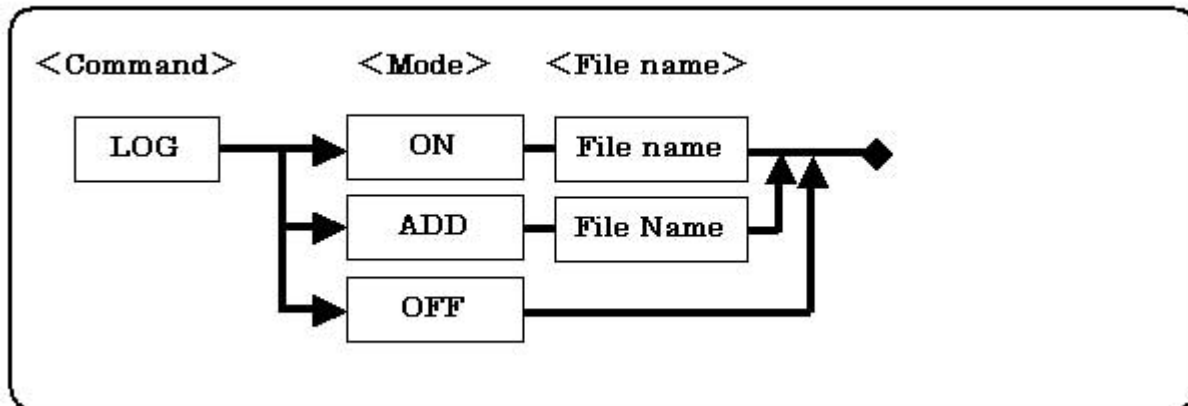 <Command> <Mode> <File name>
LOG ON File name
ADD File Name
OFF